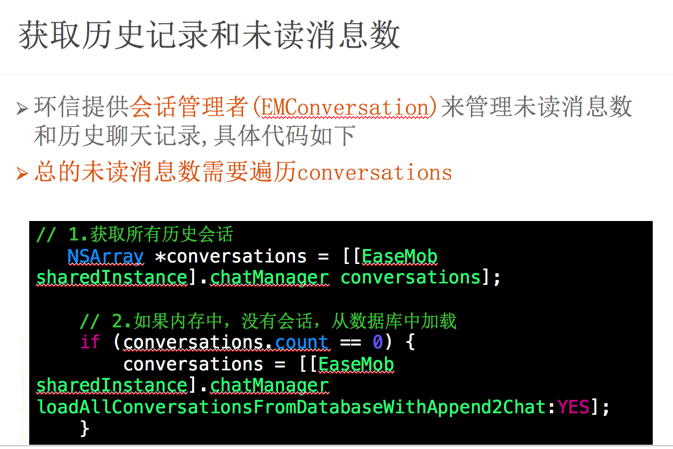 获取历史记录和未读消息数
环信提供会话管理者(EMConversation)来管理未读消息数
和历史聊天记录,具体代码如下
总的未读消息数需要遍历conversations
// 1.获取所有历史会话
NSArray *conversations = [[EaseMob
sharedInstance].chatManager conversations];
// 2.如果内存中，没有会话，从数据库中加载
if (conversations.count == 0) {
conversations = [[EaseMob
sharedInstance].chatManager
loadAllConversationsFromDatabaseWithAppend2Chat:YES];
}